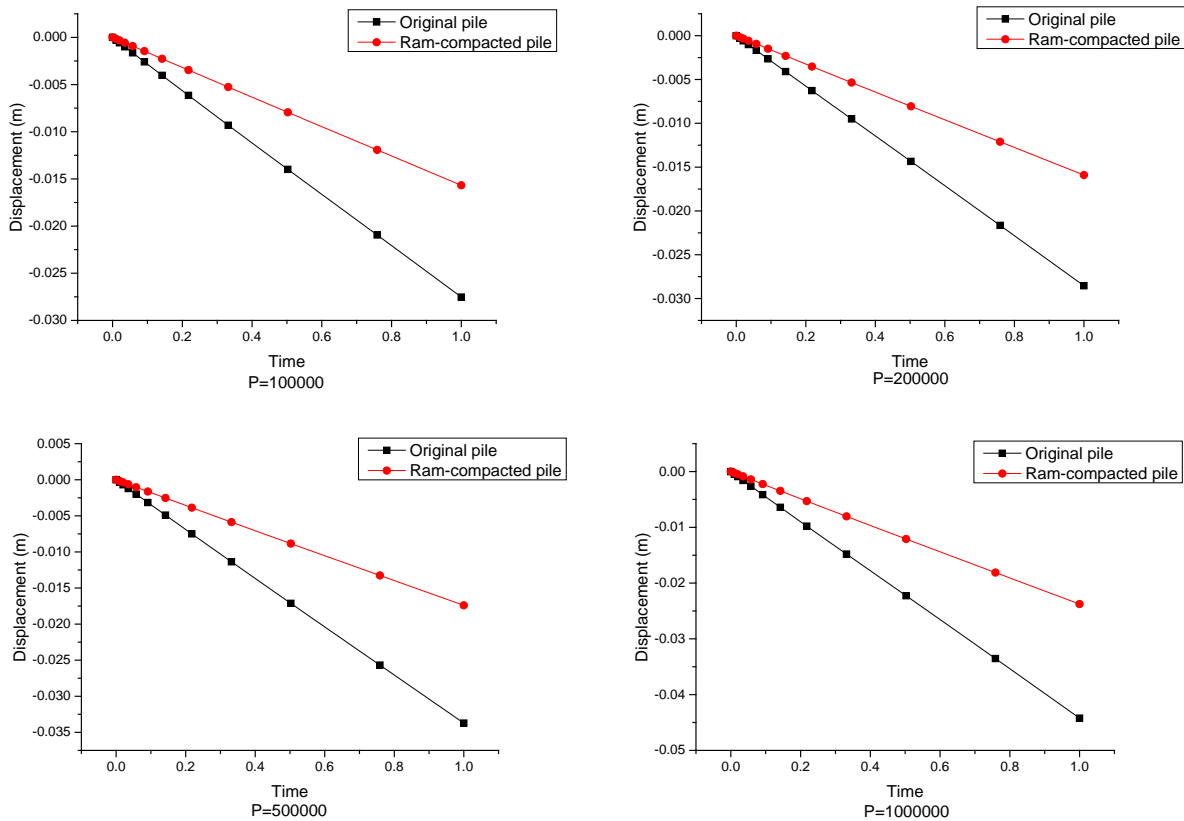 Original pile
Ram-compacted pile
0.000
-0.005
-0.010
-0.015
-0.020
-0.025
-0.030
Displacement (m)
0.0 0.2 0.4 0.6 0.8 1.0
Time
P=100000
Original pile
Ram-compacted pile
0.000
-0.005
-0.010
-0.015
-0.020
-0.025
-0.030
Displacement (m)
0.0 0.2 0.4 0.6 0.8 1.0
Time
P=200000
Original pile
Ram-compacted pile
0.005
0.000
-0.005
-0.010
-0.015
-0.020
-0.025
-0.030
-0.035
Displacement (m)
0.0 0.2 0.4 0.6 0.8 1.0
Time
P=500000
Original pile
Ram-compacted pile
0.00
-0.01
-0.02
-0.03
-0.04
-0.05
Displacement (m)
0.0 0.2 0.4 0.6 0.8 1.0
Time
P=1000000